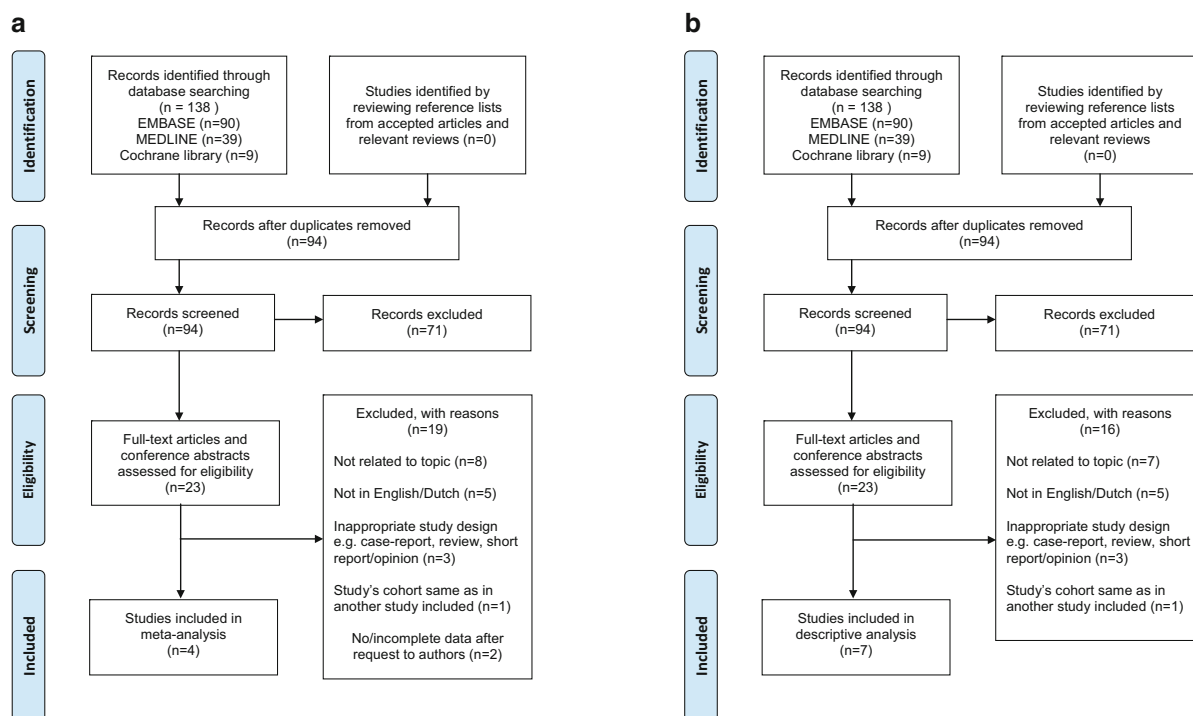 a
Identification
Records identified through
database searching
(n = 138 )
EMBASE (n=90)
MEDLINE (n=39)
Cochrane library (n=9)
Studies identified by
reviewing reference lists
from accepted articles and
relevant reviews (n=0)
Records after duplicates removed
(n=94)
Screening
Records screened
(n=94)
Records excluded
(n=71)
Eligibility
Full-text articles and
conference abstracts
assessed for eligibility
(n=23)
Excluded, with reasons
(n=19)
Not related to topic (n=8)
Not in English/Dutch (n=5)
Inappropriate study design
e.g. case-report, review, short
report/opinion (n=3)
Study's cohort same as in
another study included (n=1)
No/incomplete data after
request to authors (n=2)
Included
Studies included in
meta-analysis
(n=4)
b
Identification
Records identified through
database searching
(n = 138 )
EMBASE (n=90)
MEDLINE (n=39)
Cochrane library (n=9)
Studies identified by
reviewing reference lists
from accepted articles and
relevant reviews
(n=0)
Records after duplicates removed
(n=94)
Screening
Records screened
(n=94)
Records excluded
(n=71)
Eligibility
Full-text articles and
conference abstracts
assessed for eligibility
(n=23)
Excluded, with reasons
(n=16)
Not related to topic (n=7)
Not in English/Dutch (n=5)
Inappropriate study design
e.g. case-report, review, short
report/opinion (n=3)
Study's cohort same as in
another study included (n=1)
Included
Studies included in
descriptive analysis
(n=7)